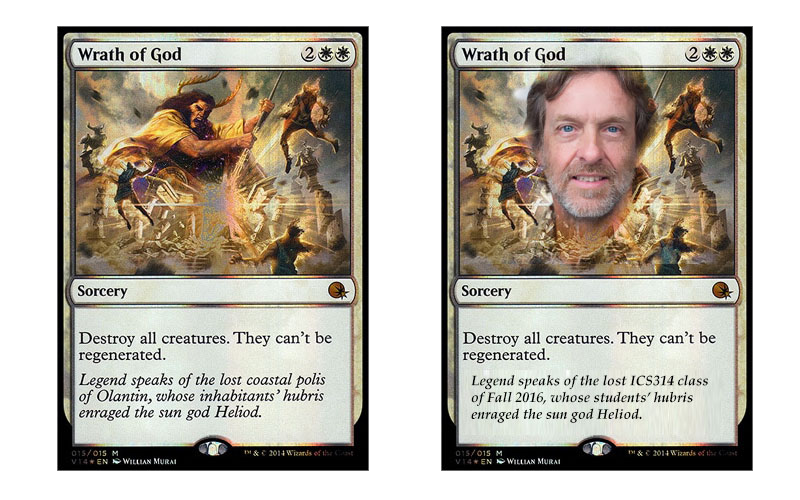 Wrath of God
2
Sorcery
Destroy all creatures. They can't be
regenerated.
Legend speaks of the lost coastal polis
of Olantin, whose inhabitants' hubris
enraged the sun god Heliod.
015/015 M
V14★EN Willian Murai
™ & © 2014 Wizards of the Coast
Wrath of God
2
Sorcery
Destroy all creatures. They can't be
regenerated.
Legend speaks of the lost ICS314 class
of Fall 2016, whose students' hubris
enraged the sun god Heliod.
015/015 M
V14★EN Willian Murai
™ & © 2014 Wizards of the Coast